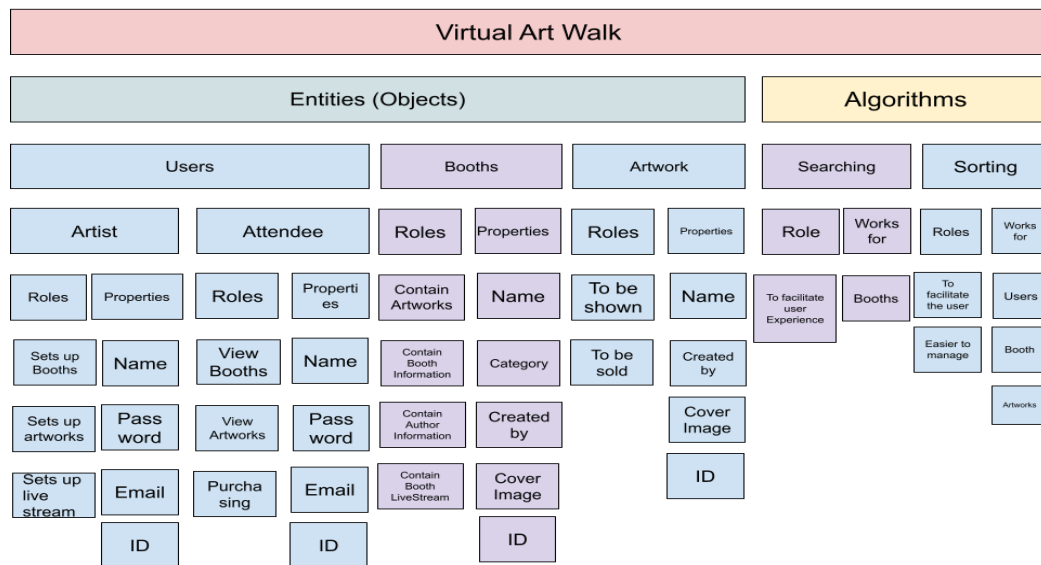 Virtual Art Walk
Entities (Objects)
Algorithms
Users
Booths
Artwork
Searching
Sorting
Artist
Attendee
Roles
Properties
Roles
Properties
Role
Works
for
Roles
Works
for
Roles
Properties
Roles
Properti
es
Contain
Artworks
Name
To be
shown
Name
To facilitate
user
Experience
Booths
To
facilitate
the user
Users
Sets up
Booths
Name
View
Booths
Name
Contain
Booth
Information
Category
To be
sold
Created
by
Easier to
manage
Booth
Sets up
artworks
Pass
word
View
Artworks
Pass
word
Contain
Author
Information
Created
by
Cover
Image
Artworks
Sets up
live
stream
Email
Purcha
sing
Email
Contain
Booth
LiveStream
Cover
Image
ID
ID
ID
ID